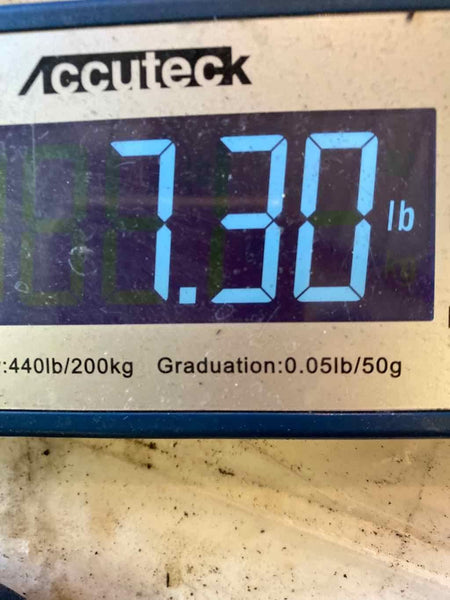 Accuteck
7.30 lb
:440lb/200kg Graduation:0.05lb/50g